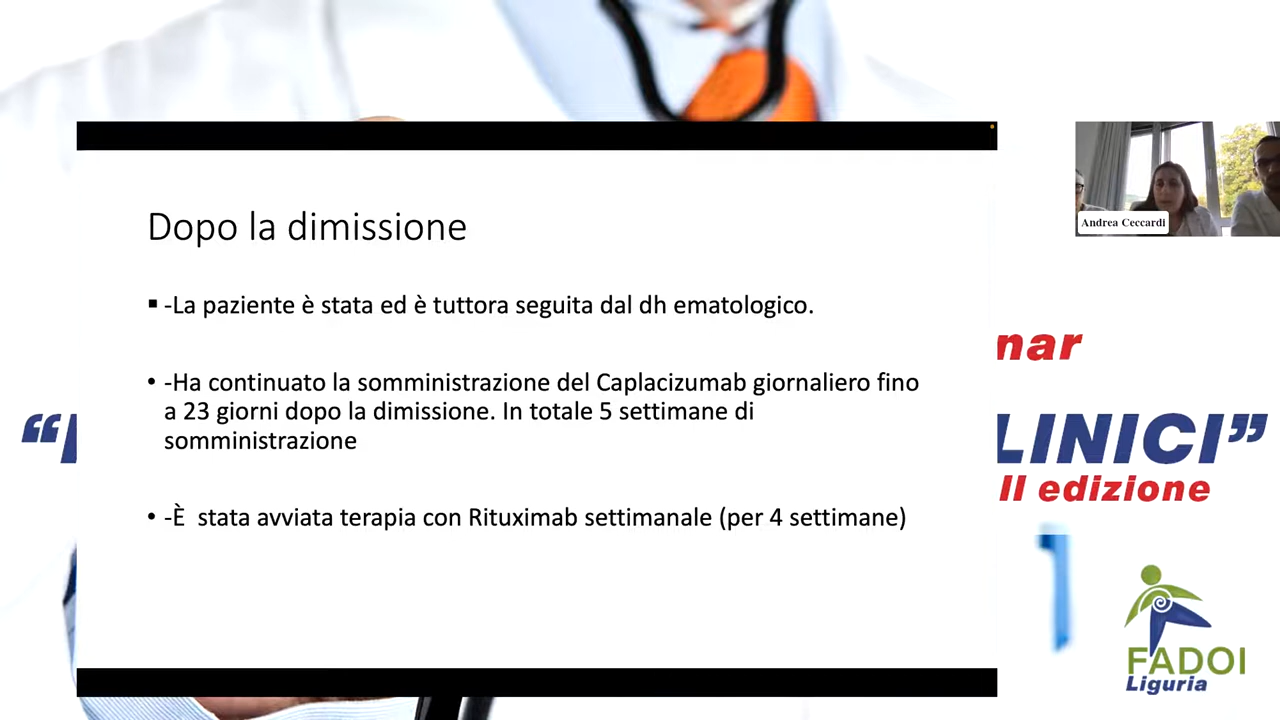 Dopo la dimissione
▪ -La paziente è stata ed è tuttora seguita dal dh ematologico.
• -Ha continuato la somministrazione del Caplacizumab giornaliero fino
a 23 giorni dopo la dimissione. In totale 5 settimane di
somministrazione
• -È  stata avviata terapia con Rituximab settimanale (per 4 settimane)
Andrea Ceccardi
nar
LINICI”
II edizione
FADOI
Liguria